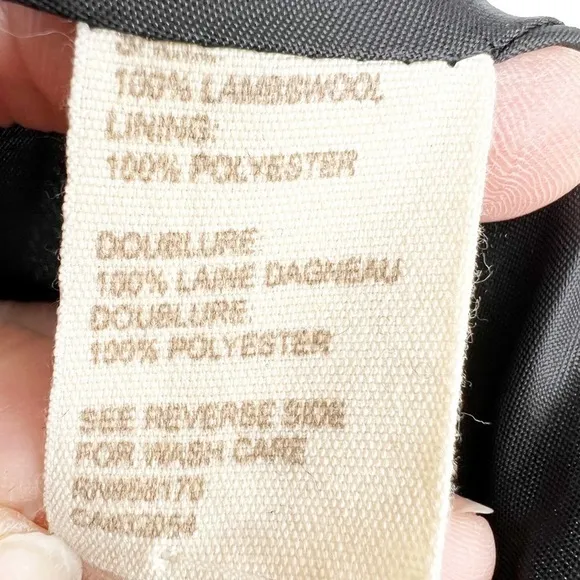 100% LAMBSWOOL
LINING:
100% POLYESTER
DOUBLURE:
100% LAINE DAGNEAU
DOUBLURE:
100% POLYESTER
SEE REVERSE SIDE
FOR WASH CARE